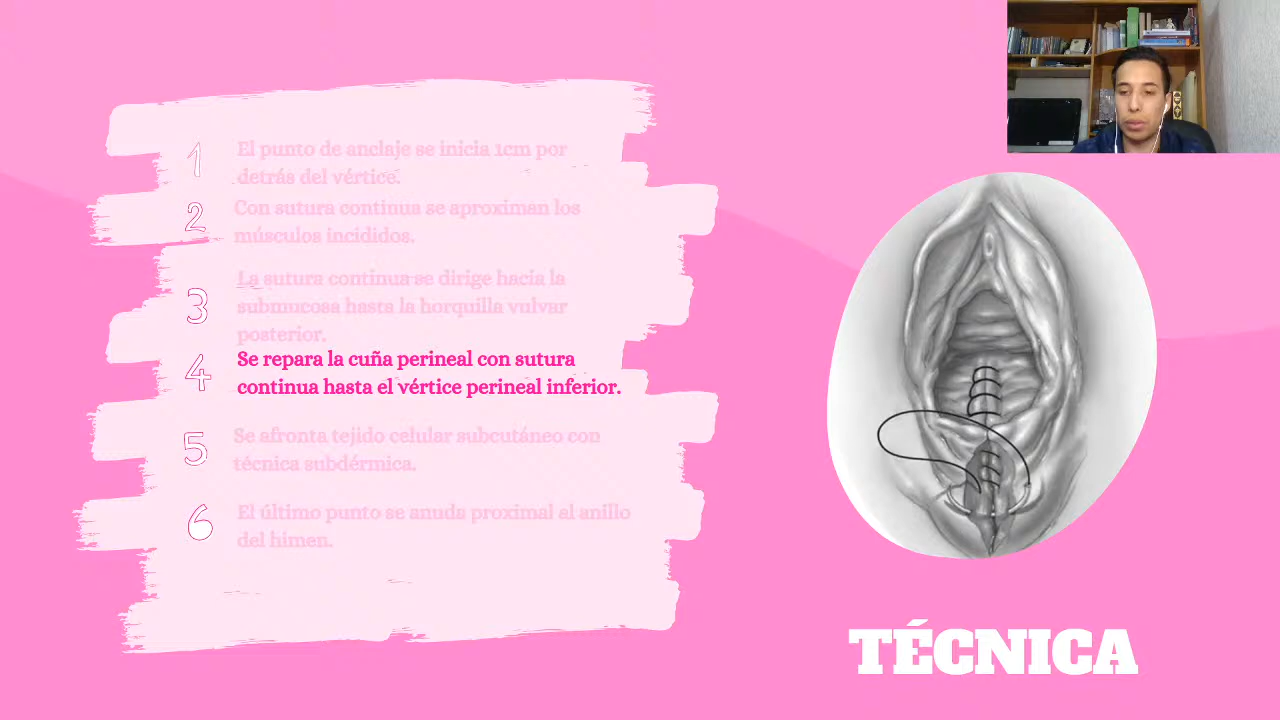 1
El punto de anclaje se inicia 1cm por
detrás del vértice.
2
Con sutura continua se aproximan los
músculos incididos.
3
La sutura continua se dirige hacia la
submucosa hasta la horquilla vulvar
posterior.
4
Se repara la cuña perineal con sutura
continua hasta el vértice perineal inferior.
5
Se afronta tejido celular subcutáneo con
técnica subdérmica.
6
El último punto se anuda proximal al anillo
del himen.
TÉCNICA